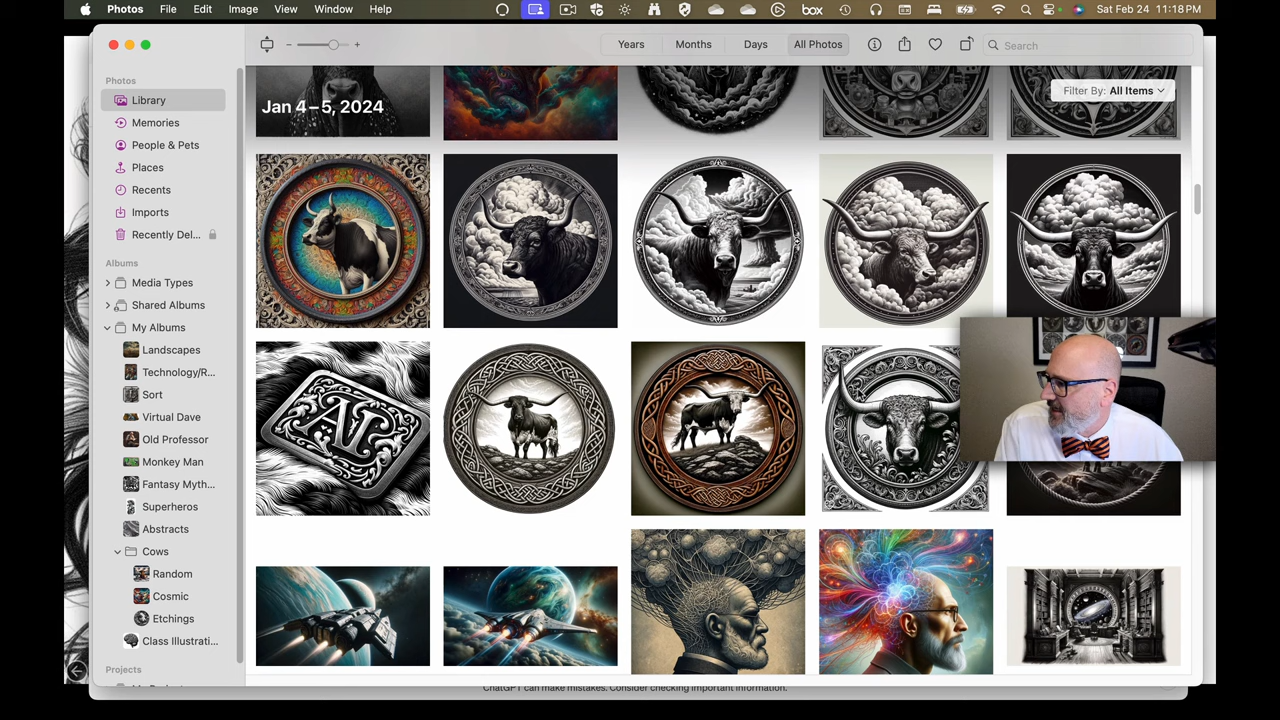 Photos File Edit Image View Window Help
box
Sat Feb 24 11:18 PM
Years Months Days All Photos
Search
Photos
Library
Memories
People & Pets
Places
Recents
Imports
Recently Del...
Albums
Media Types
Shared Albums
My Albums
Landscapes
Technology/R...
Sort
Virtual Dave
Old Professor
Monkey Man
Fantasy Myth...
Superheros
Abstracts
Cows
Random
Cosmic
Etchings
Class Illustrati...
Projects
Jan 4–5, 2024
Filter By: All Items
ChatGPT can make mistakes. Consider checking important information.